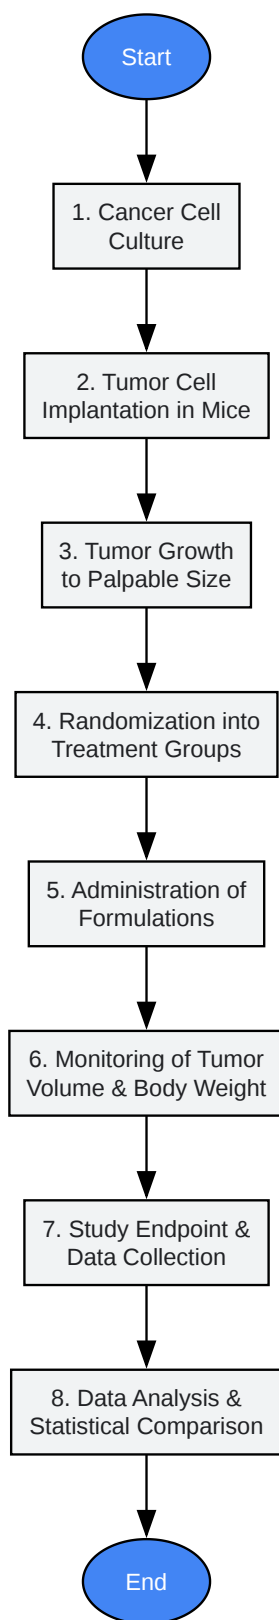 Start
1. Cancer Cell
Culture
2. Tumor Cell
Implantation in Mice
3. Tumor Growth
to Palpable Size
4. Randomization into
Treatment Groups
5. Administration of
Formulations
6. Monitoring of Tumor
Volume & Body Weight
7. Study Endpoint &
Data Collection
8. Data Analysis &
Statistical Comparison
End